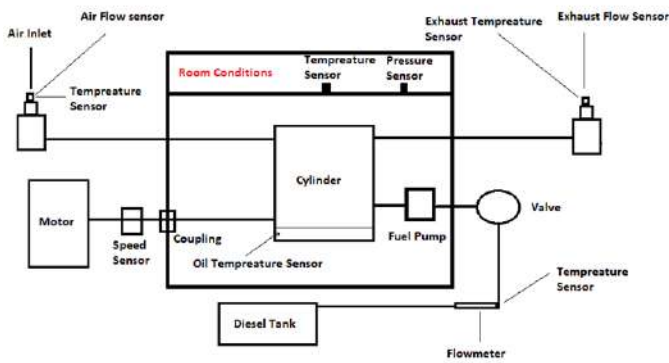 Air Flow sensor
Air Inlet
Tempreature
Sensor
Room Conditions
Tempreature
Sensor
Pressure
Sensor
Exhaust Tempreature
Sensor
Exhaust Flow Sensor
Cylinder
Motor
Speed
Sensor
Coupling
Oil Tempreature Sensor
Fuel Pump
Valve
Diesel Tank
Flowmeter
Tempreature
Sensor